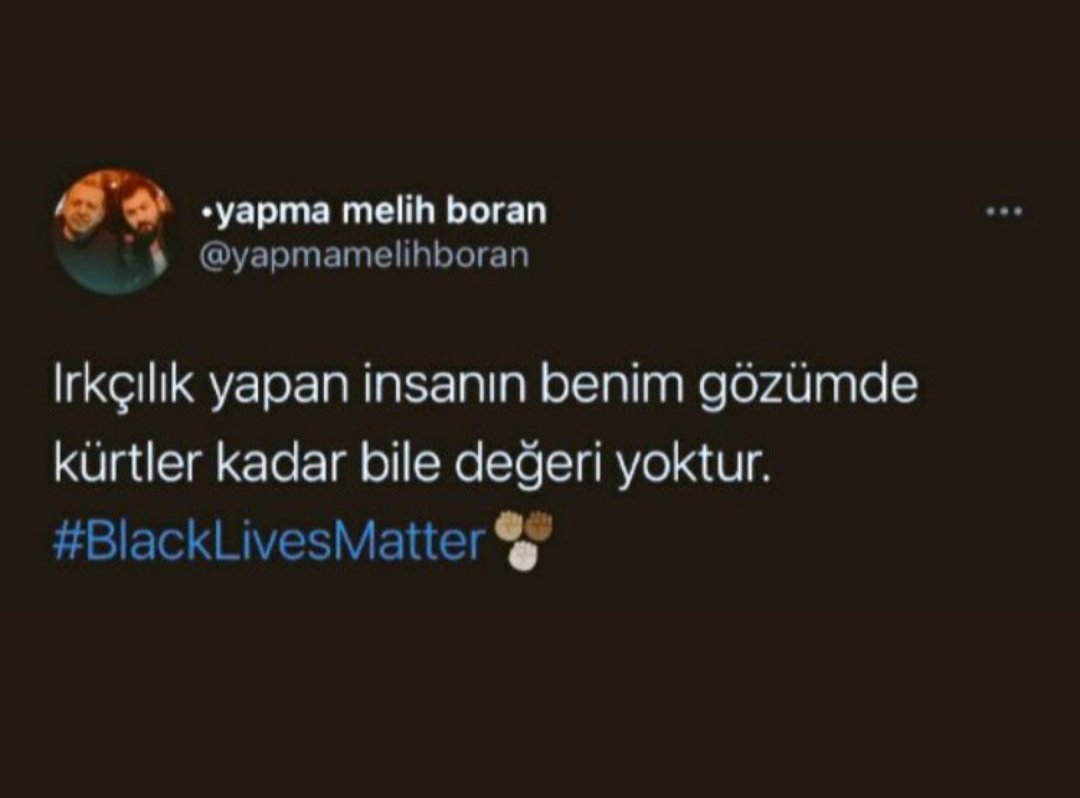 •yapma melih boran
@yapmamelihboran
Irkçılık yapan insanın benim gözümde
kürtler kadar bile değeri yoktur.
#BlackLivesMatter